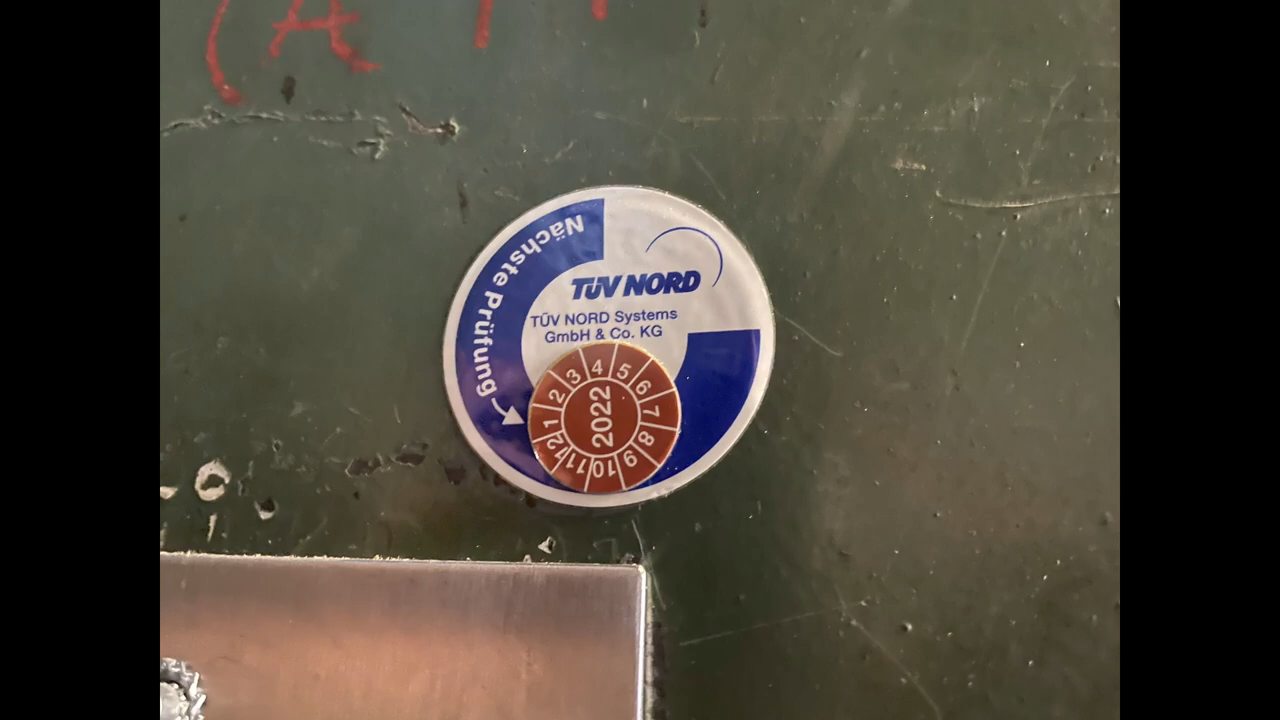 (A
Nächste Prüfung
TÜV NORD
TÜV NORD Systems
GmbH & Co. KG
1 2 3 4 5 6 7 8 9 10 11 12
2022